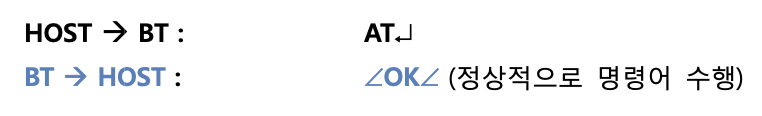 HOST → BT : AT↵
BT → HOST : ∠OK∠ (정상적으로 명령어 수행)